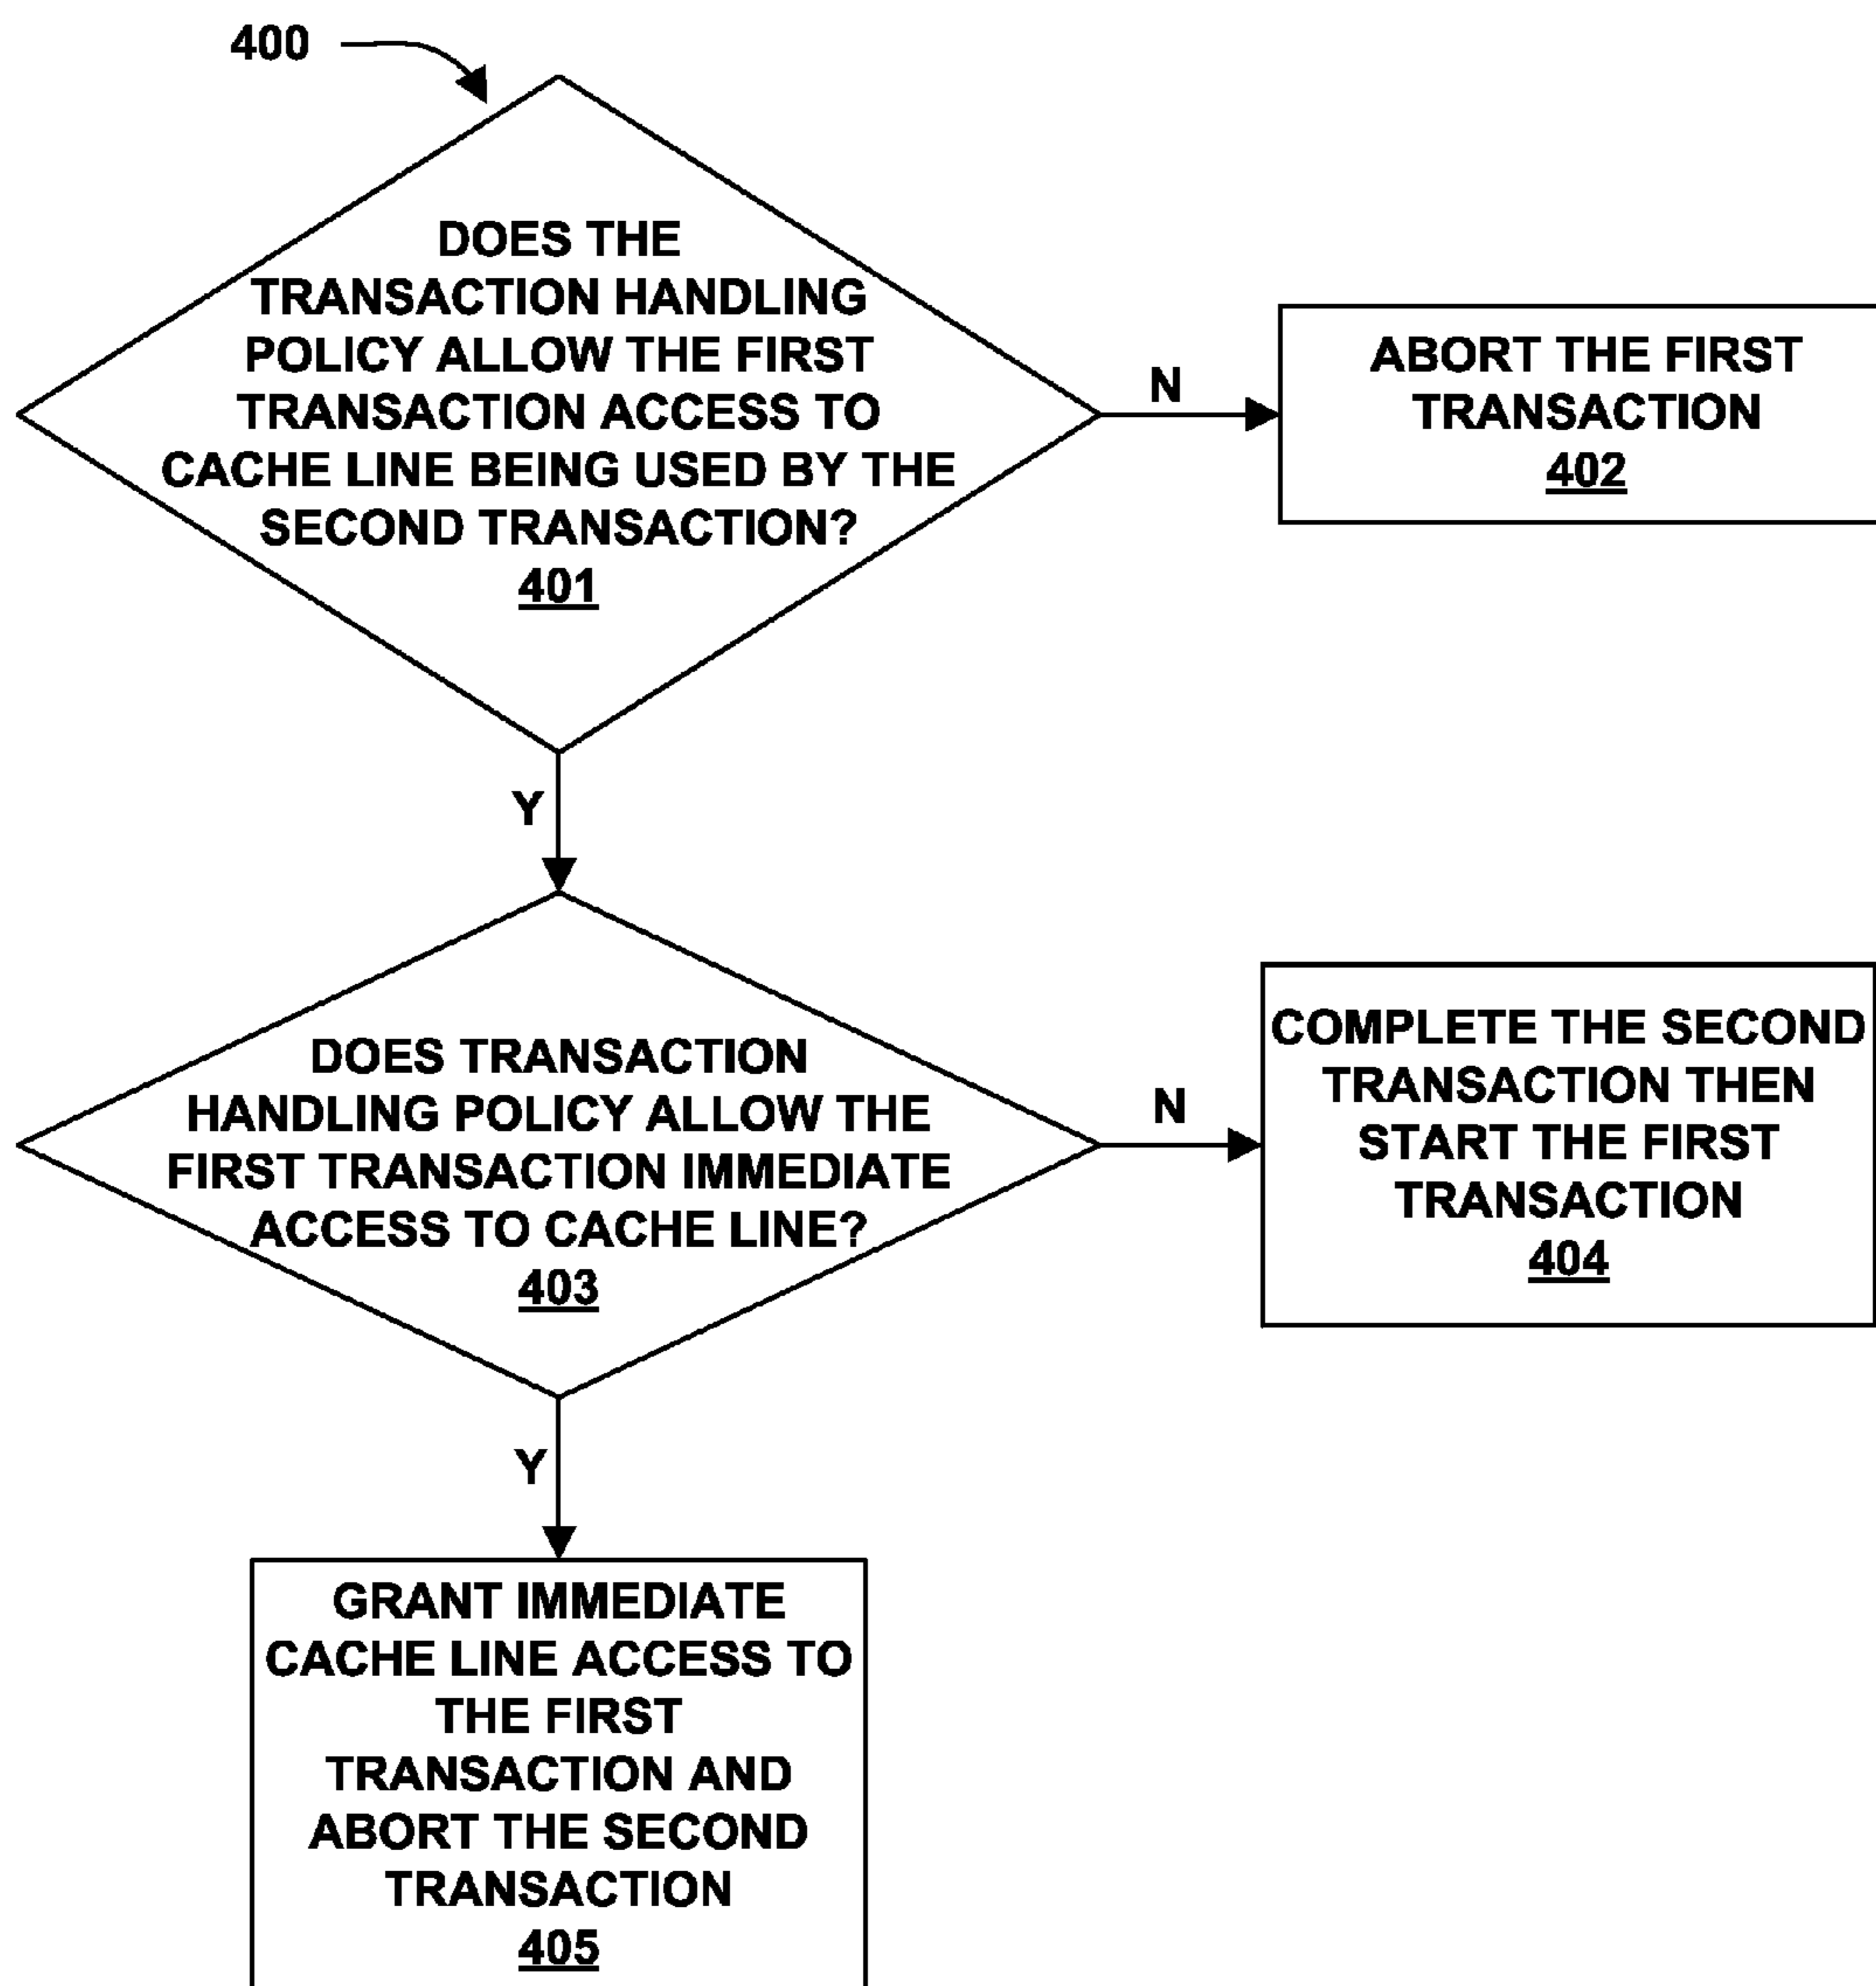 400
DOES THE
TRANSACTION HANDLING
POLICY ALLOW THE FIRST
TRANSACTION ACCESS TO
CACHE LINE BEING USED BY THE
SECOND TRANSACTION?
401
N
ABORT THE FIRST
TRANSACTION
402
Y
DOES TRANSACTION
HANDLING POLICY ALLOW THE
FIRST TRANSACTION IMMEDIATE
ACCESS TO CACHE LINE?
403
N
COMPLETE THE SECOND
TRANSACTION THEN
START THE FIRST
TRANSACTION
404
Y
GRANT IMMEDIATE
CACHE LINE ACCESS TO
THE FIRST
TRANSACTION AND
ABORT THE SECOND
TRANSACTION
405